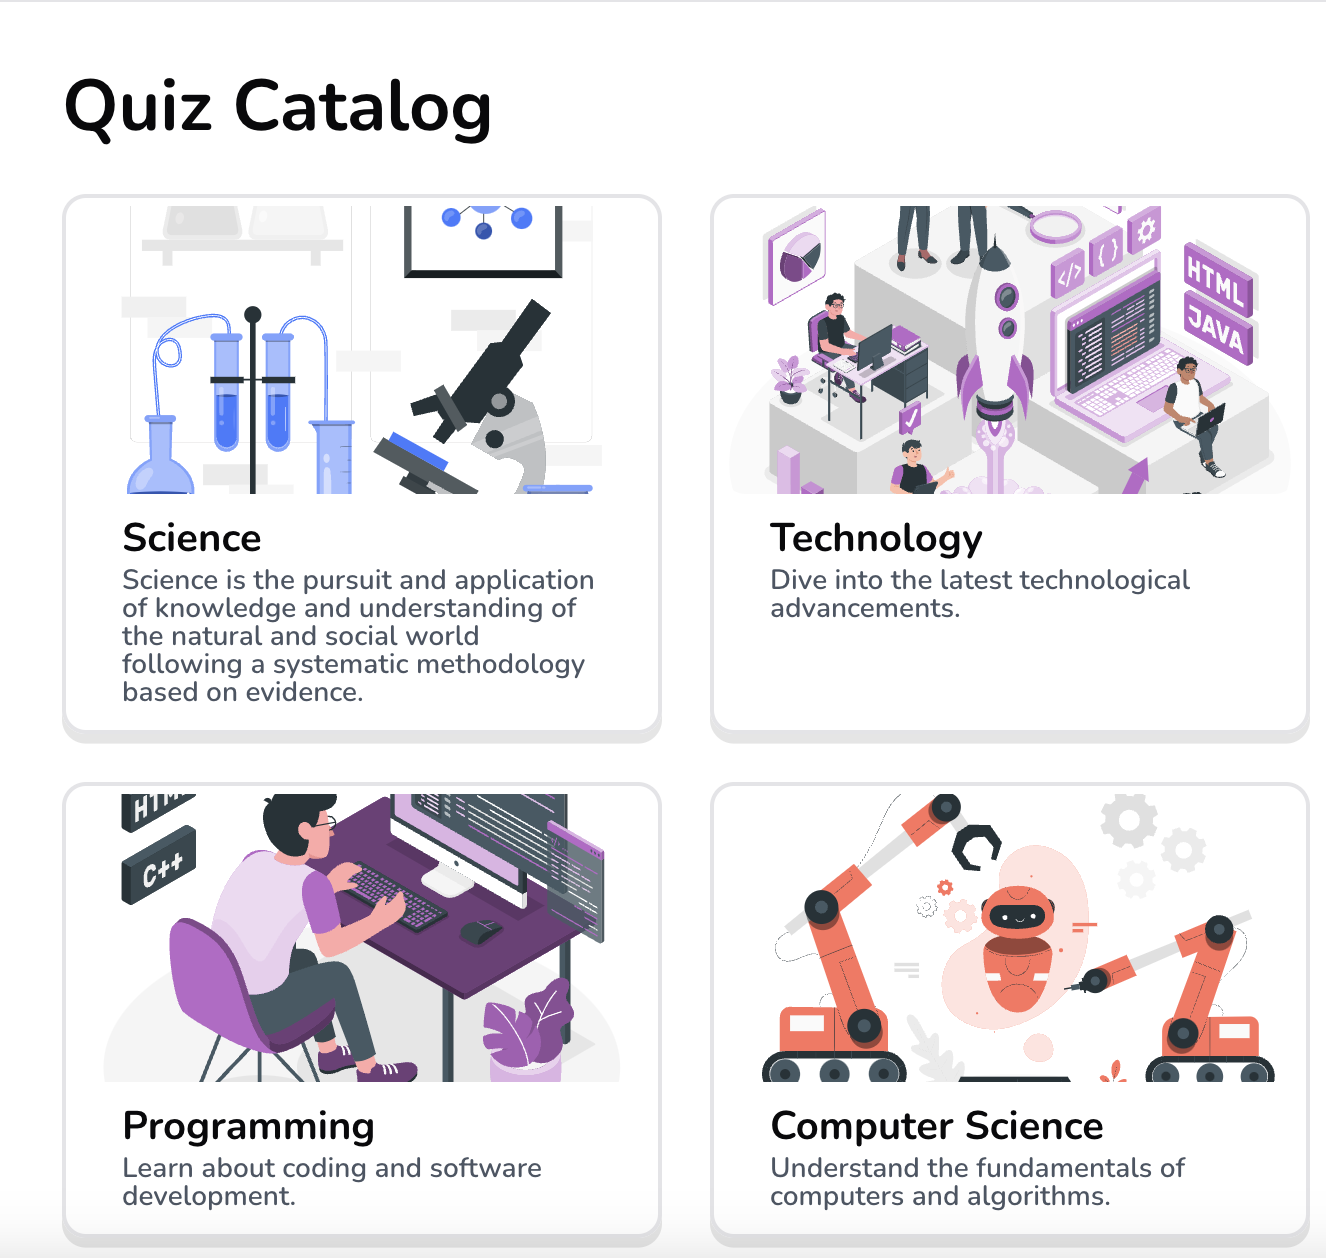 Quiz Catalog
</>
{}
HTML
JAVA
Science
Science is the pursuit and application
of knowledge and understanding of
the natural and social world
following a systematic methodology
based on evidence.
Technology
Dive into the latest technological
advancements.
HTML
C++
Programming
Learn about coding and software
development.
Computer Science
Understand the fundamentals of
computers and algorithms.